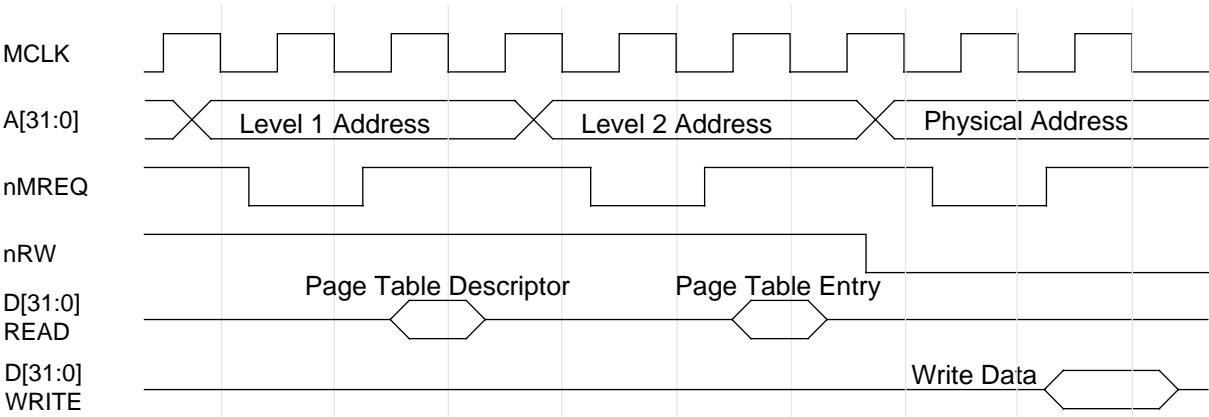 MCLK
A[31:0]
Level 1 Address
Level 2 Address
Physical Address
nMREQ
nRW
Page Table Descriptor
Page Table Entry
D[31:0]
READ
Write Data
D[31:0]
WRITE